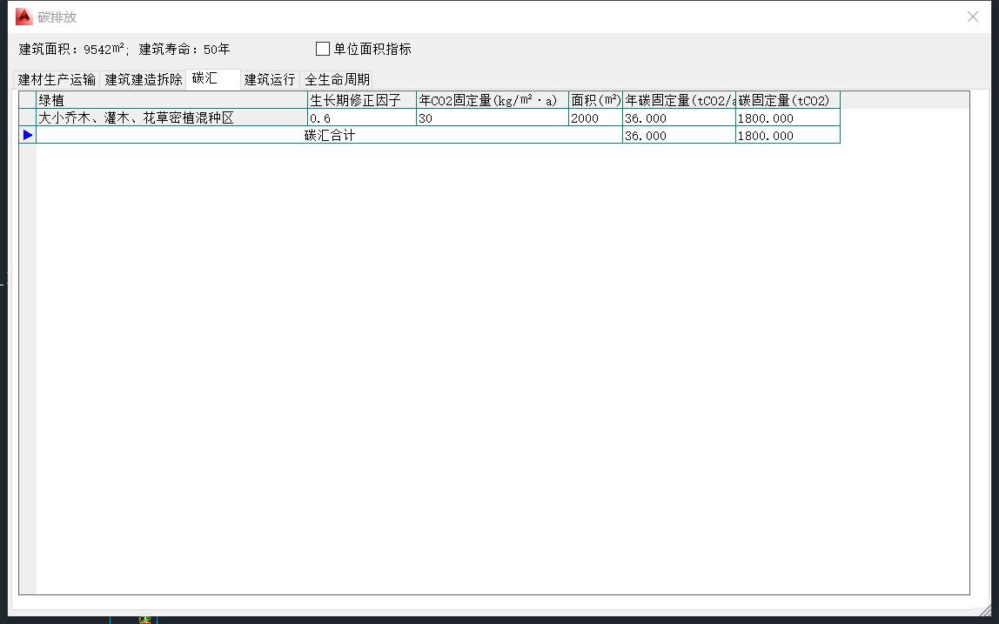 碳排放
建筑面积：9542m²；建筑寿命：50年 单位面积指标
建材生产运输 建筑建造拆除 碳汇 建筑运行 全生命周期
绿植 生长期修正因子 年CO2固定量(kg/m²·a) 面积(m²) 年碳固定量(tCO2/a 碳固定量(tCO2)
大小乔木、灌木、花草密植混种区 0.6 30 2000 36.000 1800.000
碳汇合计 36.000 1800.000